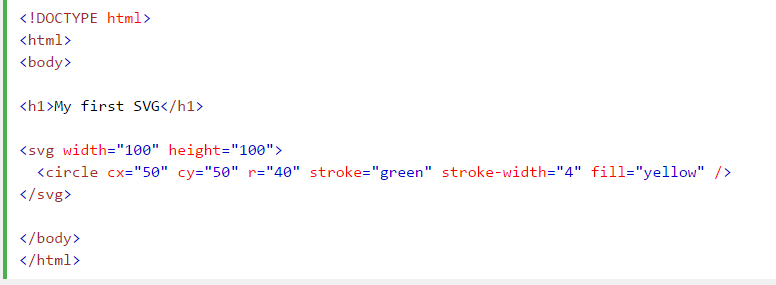 <!DOCTYPE html>
<html>
<body>
<h1>My first SVG</h1>
<svg width="100" height="100">
<circle cx="50" cy="50" r="40" stroke="green" stroke-width="4" fill="yellow" />
</svg>
</body>
</html>